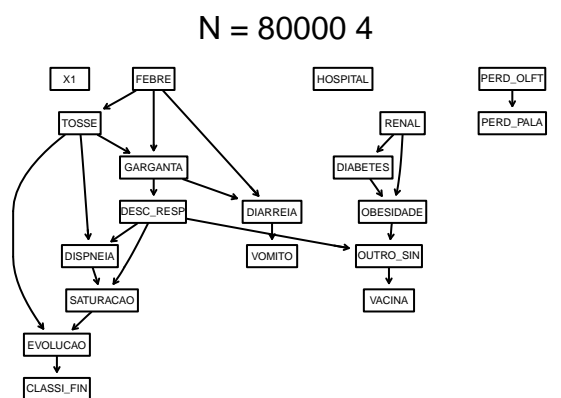 N = 80000 4
X1
FEBRE
HOSPITAL
PERD_OLFT
TOSSE
RENAL
PERD_PALA
GARGANTA
DIABETES
DESC_RESP
DIARREIA
OBESIDADE
DISPNEIA
VOMITO
OUTRO_SIN
SATURACAO
VACINA
EVOLUCAO
CLASSI_FIN